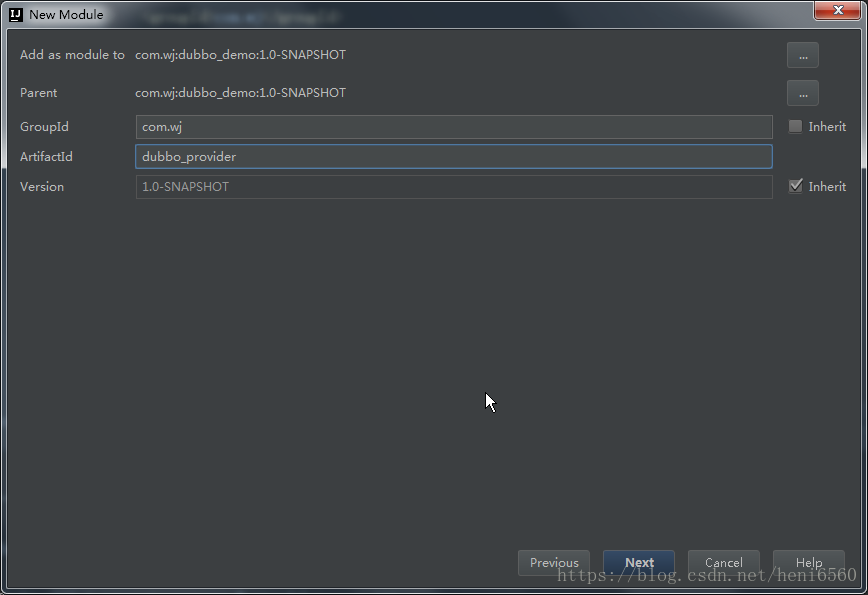 New Module
Add as module to com.wj:dubbo_demo:1.0-SNAPSHOT ...
Parent com.wj:dubbo_demo:1.0-SNAPSHOT ...
GroupId com.wj Inherit
ArtifactId dubbo_provider
Version 1.0-SNAPSHOT Inherit
Previous Next Cancel Help
https://blog.csdn.net/heni6560